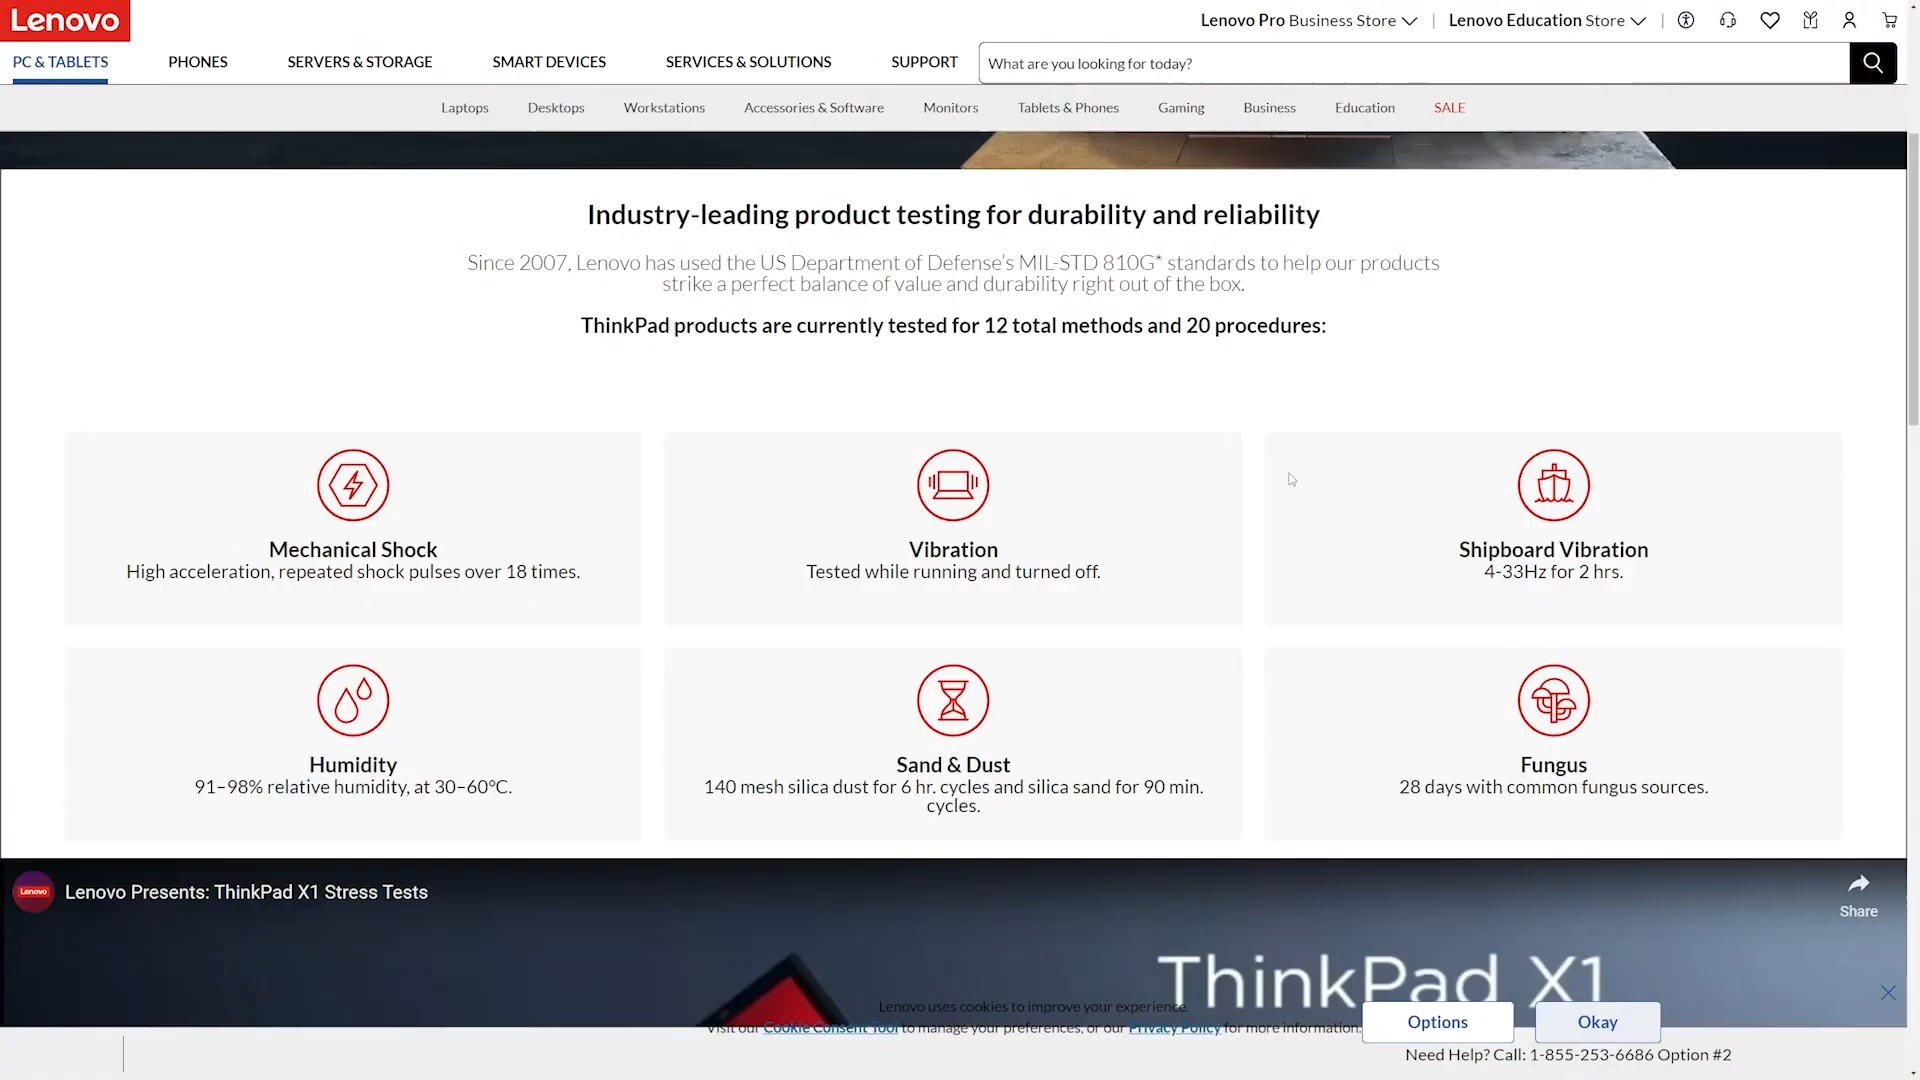 Lenovo
Lenovo Pro Business Store
Lenovo Education Store
PC & TABLETS
PHONES
SERVERS & STORAGE
SMART DEVICES
SERVICES & SOLUTIONS
SUPPORT
What are you looking for today?
Laptops
Desktops
Workstations
Accessories & Software
Monitors
Tablets & Phones
Gaming
Business
Education
SALE
Industry-leading product testing for durability and reliability
Since 2007, Lenovo has used the US Department of Defense's MIL-STD 810G* standards to help our products
strike a perfect balance of value and durability right out of the box.
ThinkPad products are currently tested for 12 total methods and 20 procedures:
Mechanical Shock
High acceleration, repeated shock pulses over 18 times.
Vibration
Tested while running and turned off.
Shipboard Vibration
4-33Hz for 2 hrs.
Humidity
91–98% relative humidity, at 30–60°C.
Sand & Dust
140 mesh silica dust for 6 hr. cycles and silica sand for 90 min.
cycles.
Fungus
28 days with common fungus sources.
Lenovo
Lenovo Presents: ThinkPad X1 Stress Tests
Share
ThinkPad X1
Lenovo uses cookies to improve your experience.
Visit our Cookie Consent Tool to manage your preferences, or our Privacy Policy for more information.
Options
Okay
Need Help? Call: 1-855-253-6686 Option #2